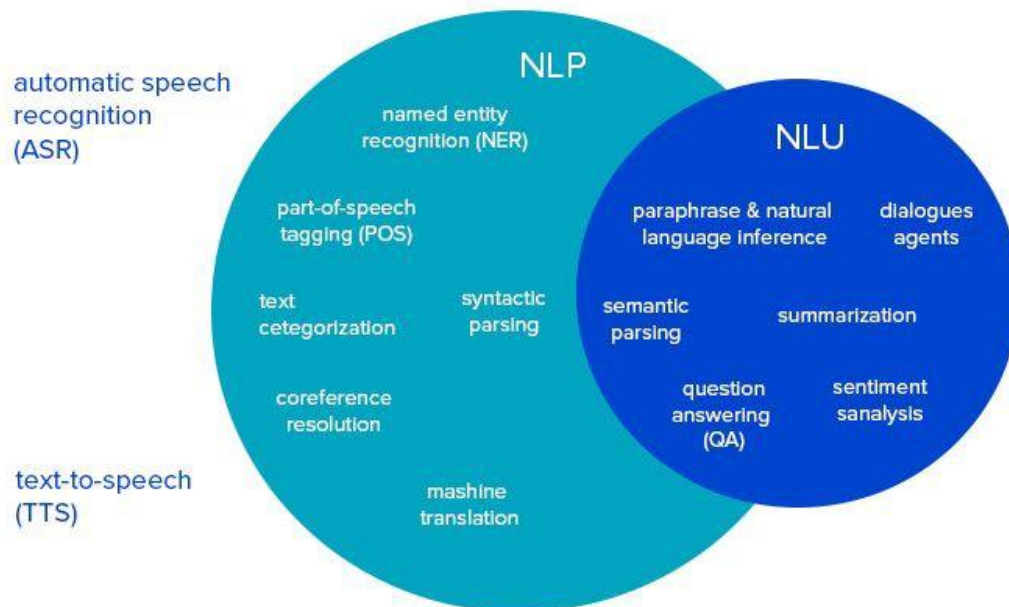 automatic speech
recognition
(ASR)
text-to-speech
(TTS)
NLP
named entity
recognition (NER)
part-of-speech
tagging (POS)
text
cetegorization
syntactic
parsing
coreference
resolution
mashine
translation
NLU
paraphrase & natural
language inference
dialogues
agents
semantic
parsing
summarization
question
answering
(QA)
sentiment
sanalysis